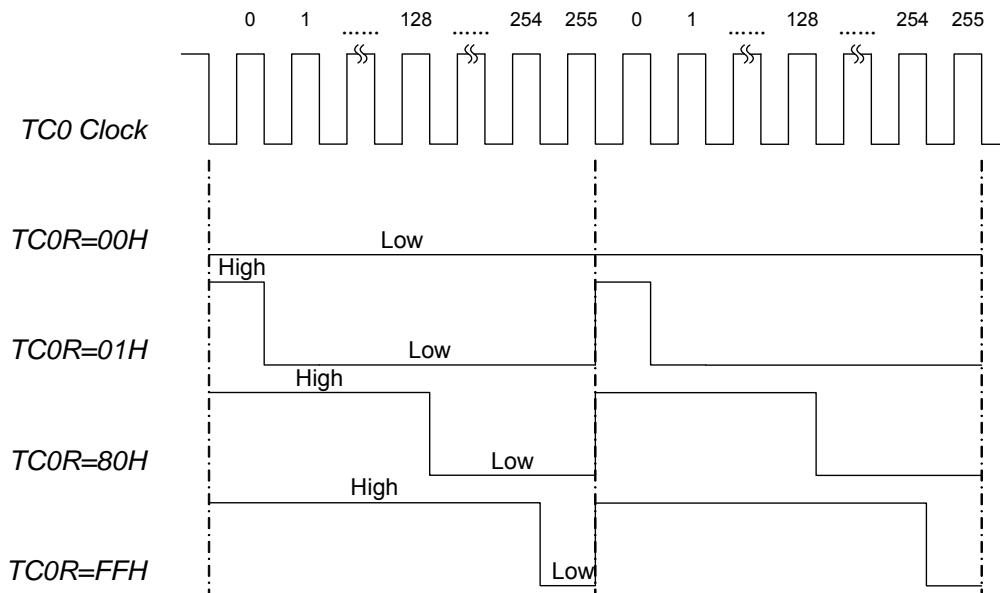 0 1 128 254 255 0 1 128 254 255
...... ...... ...... ......
TC0 Clock
TC0R=00H
Low
High
TC0R=01H
Low
High
TC0R=80H
Low
High
TC0R=FFH
Low